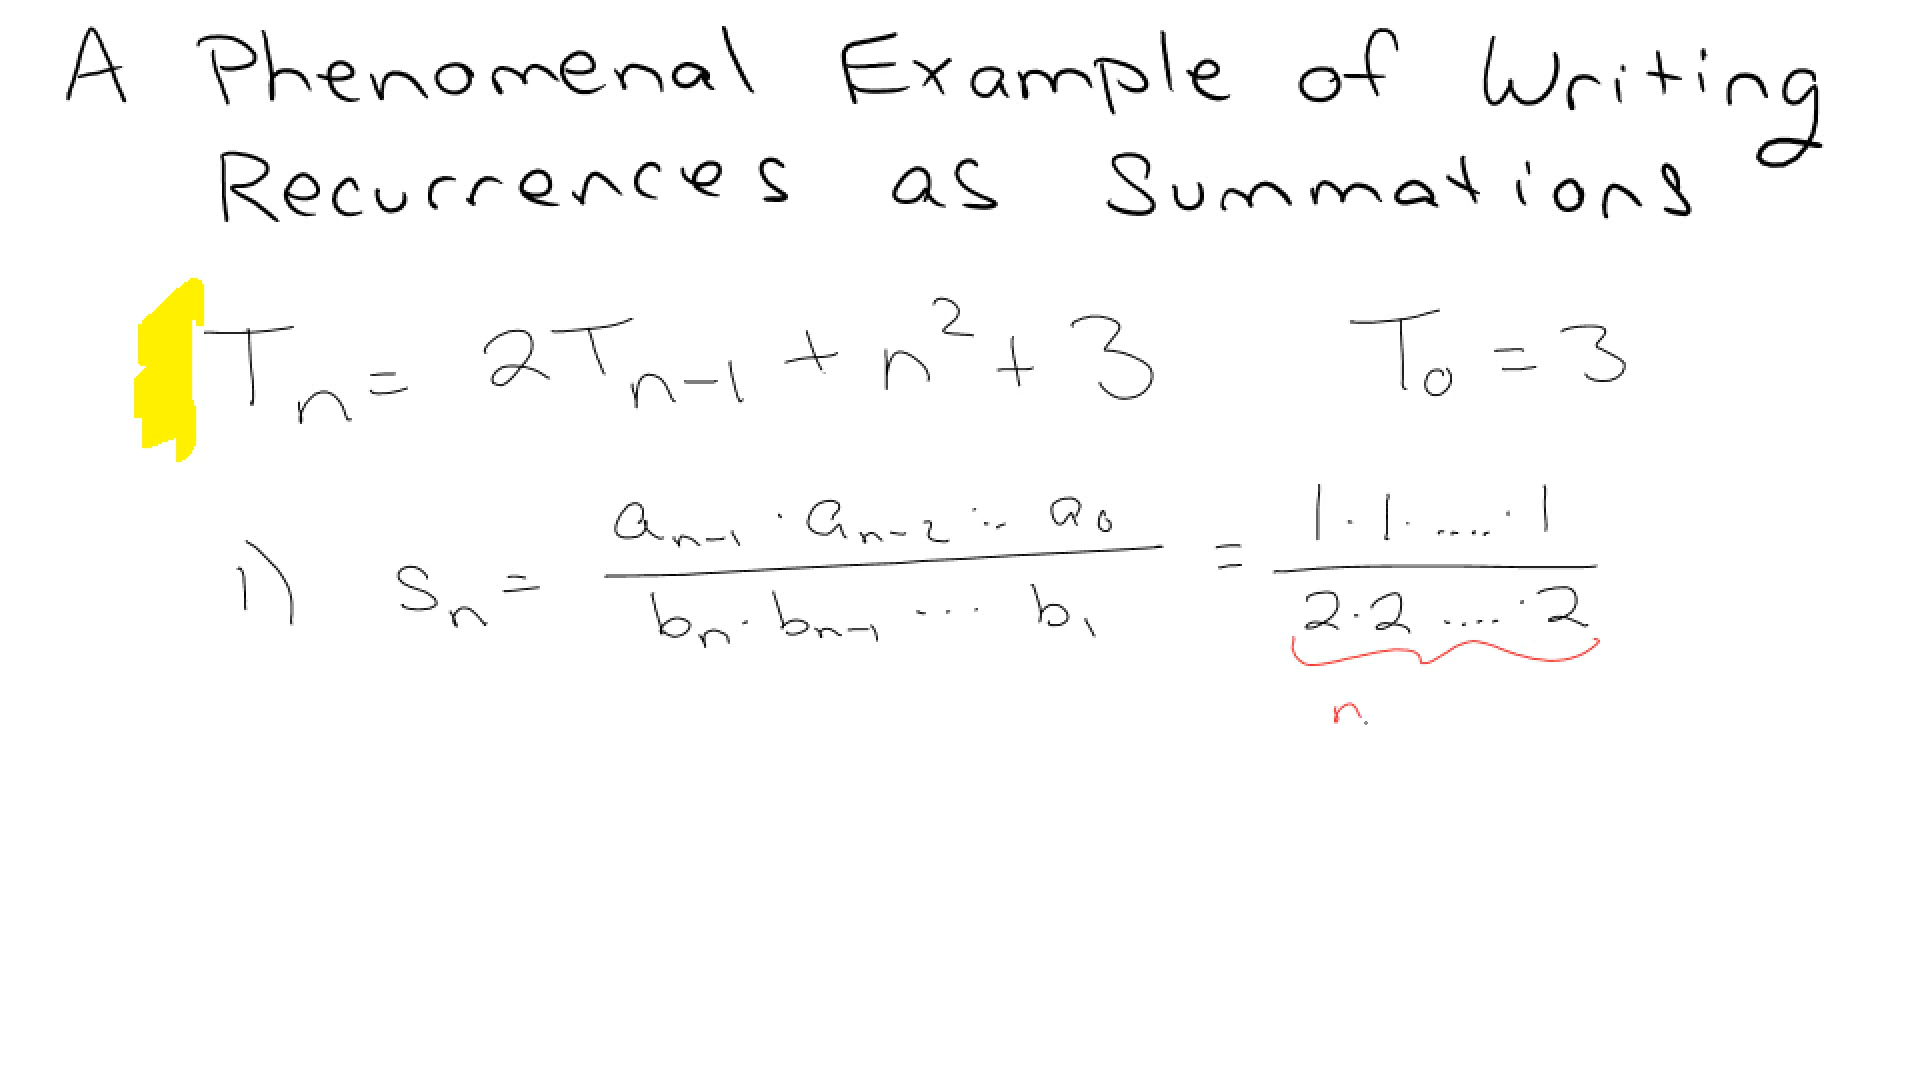 A Phenomenal Example of Writing
Recurrences as Summations
Tₙ = 2Tₙ₋₁ + n² + 3   T₀ = 3
1) Sₙ = (aₙ₋₁ · aₙ₋₂ ... a₀) / (bₙ · bₙ₋₁ ... b₁) = (1 · 1 · .... · 1) / (2 · 2 .... · 2)
n.